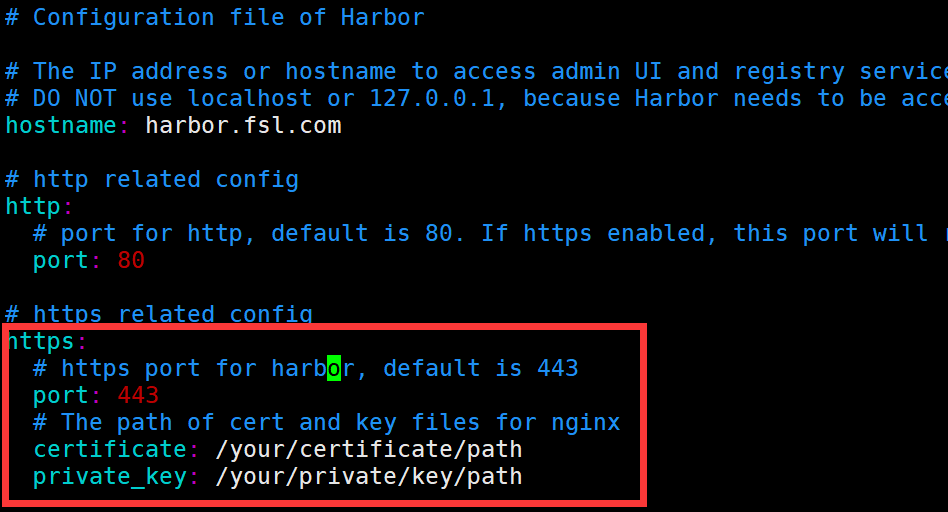 # Configuration file of Harbor
# The IP address or hostname to access admin UI and registry service
# DO NOT use localhost or 127.0.0.1, because Harbor needs to be
hostname: harbor.fsl.com
# http related config
http:
  # port for http, default is 80. If https enabled, this port will
  port: 80
# https related config
https:
  # https port for harbor, default is 443
  port: 443
  # The path of cert and key files for nginx
  certificate: /your/certificate/path
  private_key: /your/private/key/path